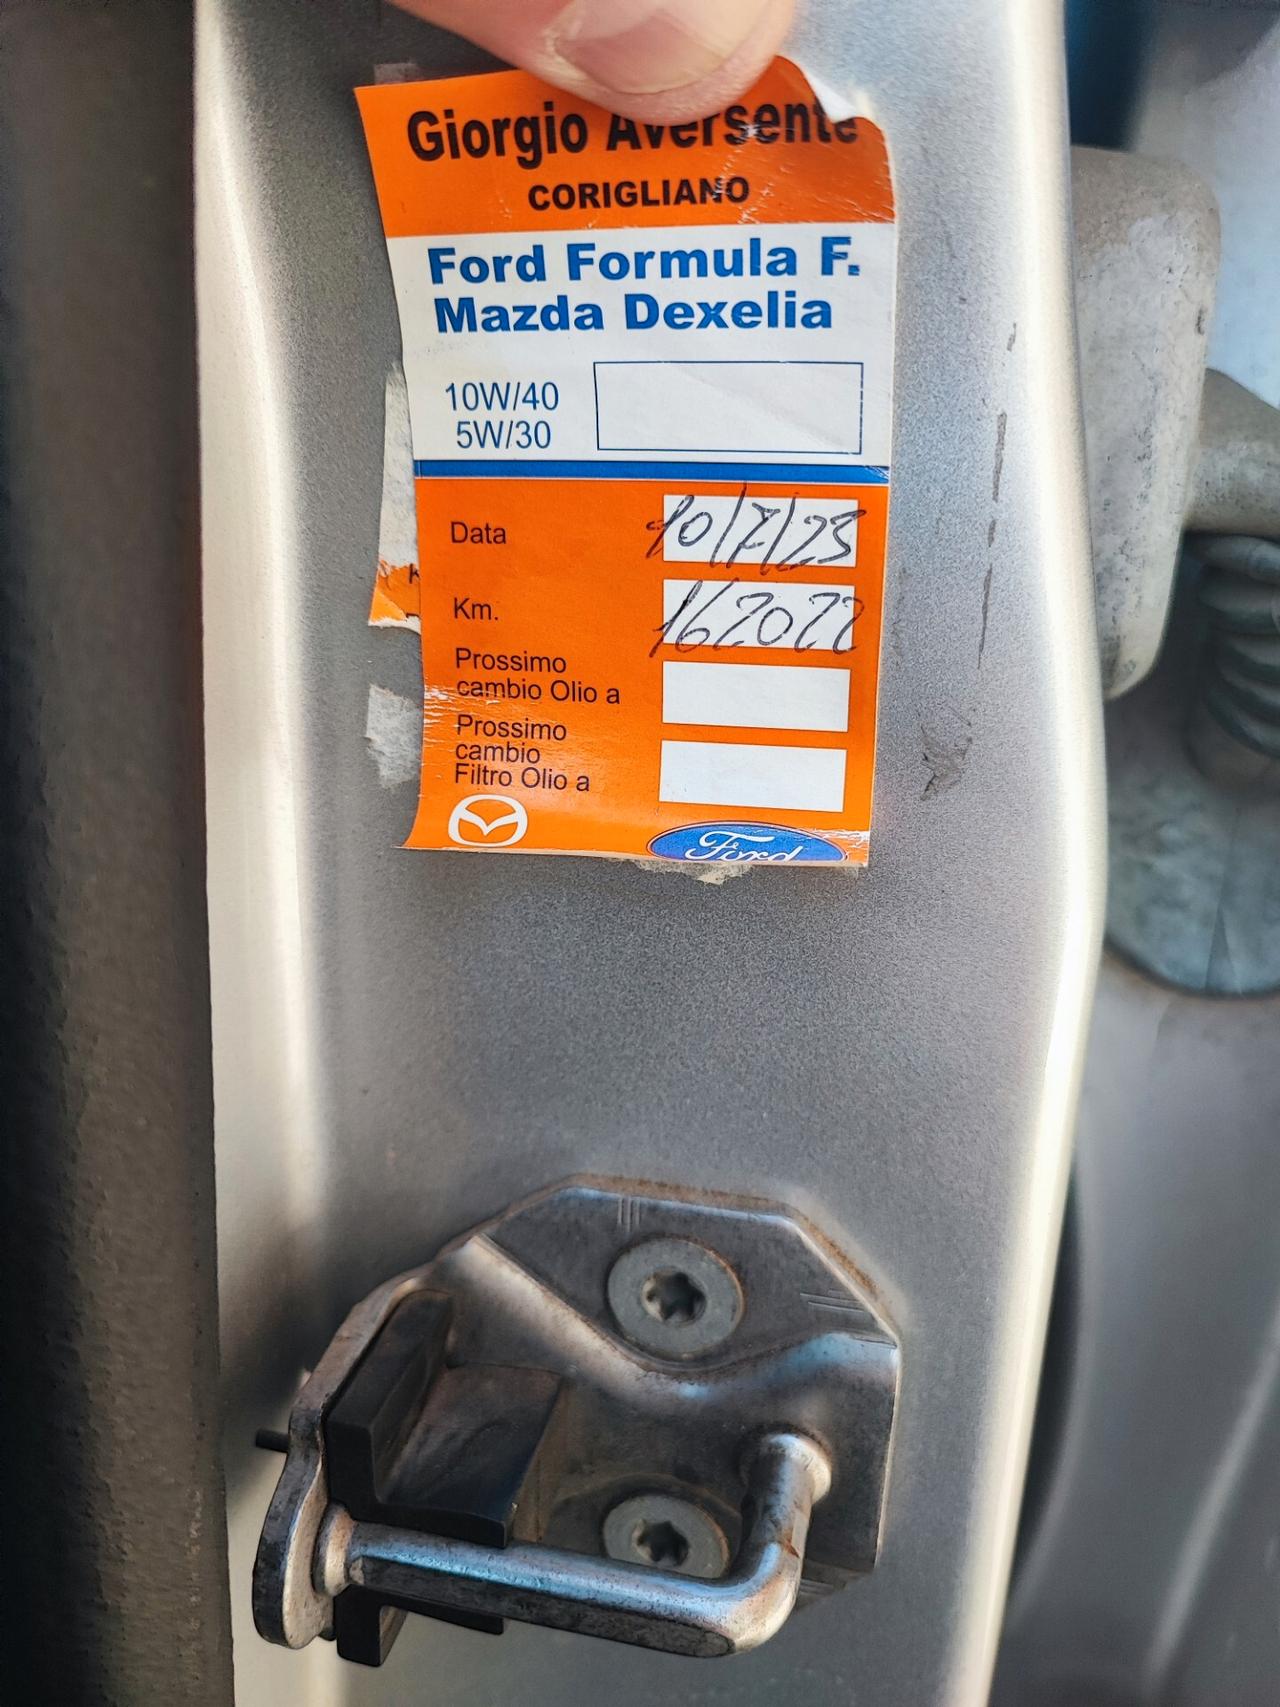 Giorgio Aversente
CORIGLIANO
Ford Formula F.
Mazda Dexelia
10W/40
5W/30
Data 10/7/23
Km. 162022
Prossimo
cambio Olio a
Prossimo
cambio
Filtro Olio a
Ford
K